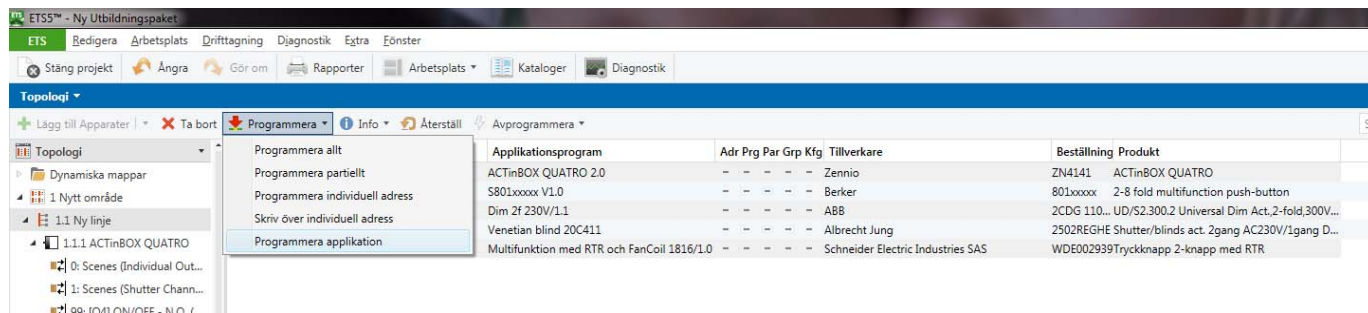 ETS5™ - Ny Utbildningspaket
ETS Redigera Arbetsplats Drifttagning Diagnostik Extra Fönster
Stäng projekt Ångra Gör om Rapporter Arbetsplats Kataloger Diagnostik
Topologi
Lägg till Apparater Ta bort Programmera Info Återställ Avprogrammera
Topologi
Dynamiska mappar
1 Nytt område
1.1 Ny linje
1.1.1 ACTinBOX QUATRO
0: Scenes (Individual Out...
1: Scenes (Shutter Chann...
99: [O4] ON/OFF - N.O. (
Programmera allt
Programmera partiellt
Programmera individuell adress
Skriv över individuell adress
Programmera applikation
Applikationsprogram Adr Prg Par Grp Kfg Tillverkare Beställning Produkt
ACTinBOX QUATRO 2.0 - - - - - Zennio ZN4141 ACTinBOX QUATRO
S801xxxxx V1.0 - - - - - Berker 801xxxxx 2-8 fold multifunction push-button
Dim 2f 230V/1.1 - - - - - ABB 2CDG 110... UD/S2.300.2 Universal Dim Act.,2-fold,300V...
Venetian blind 20C411 - - - - - Albrecht Jung 2502REGHE Shutter/blinds act. 2gang AC230V/1gang D...
Multifunktion med RTR och FanCoil 1816/1.0 - - - - - Schneider Electric Industries SAS WDE002939 Tryckknapp 2-knapp med RTR